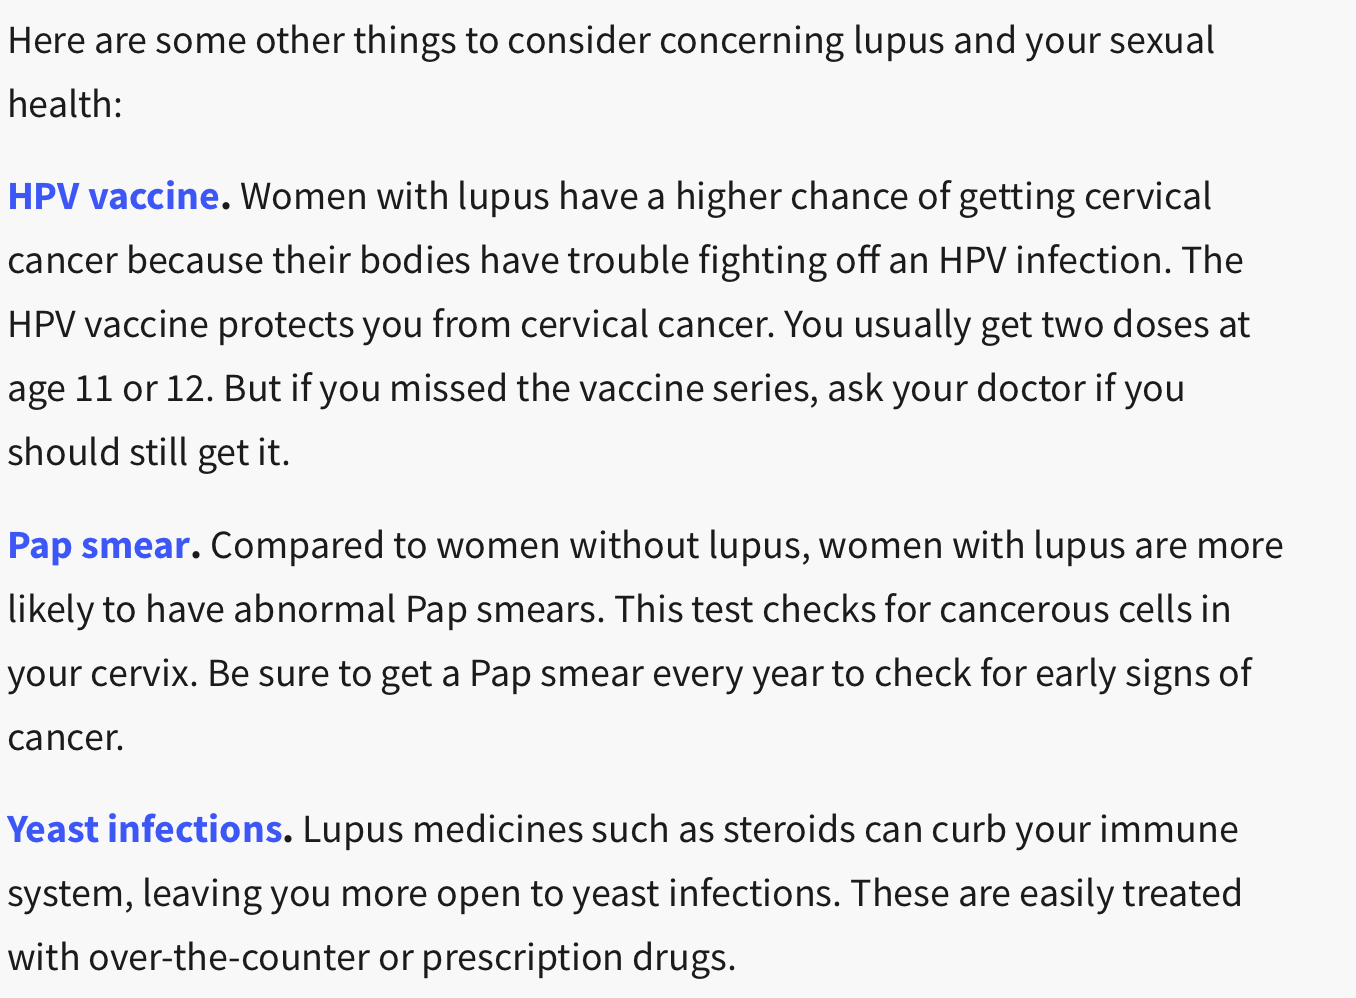 Here are some other things to consider concerning lupus and your sexual
health:
HPV vaccine. Women with lupus have a higher chance of getting cervical
cancer because their bodies have trouble fighting off an HPV infection. The
HPV vaccine protects you from cervical cancer. You usually get two doses at
age 11 or 12. But if you missed the vaccine series, ask your doctor if you
should still get it.
Pap smear. Compared to women without lupus, women with lupus are more
likely to have abnormal Pap smears. This test checks for cancerous cells in
your cervix. Be sure to get a Pap smear every year to check for early signs of
cancer.
Yeast infections. Lupus medicines such as steroids can curb your immune
system, leaving you more open to yeast infections. These are easily treated
with over-the-counter or prescription drugs.